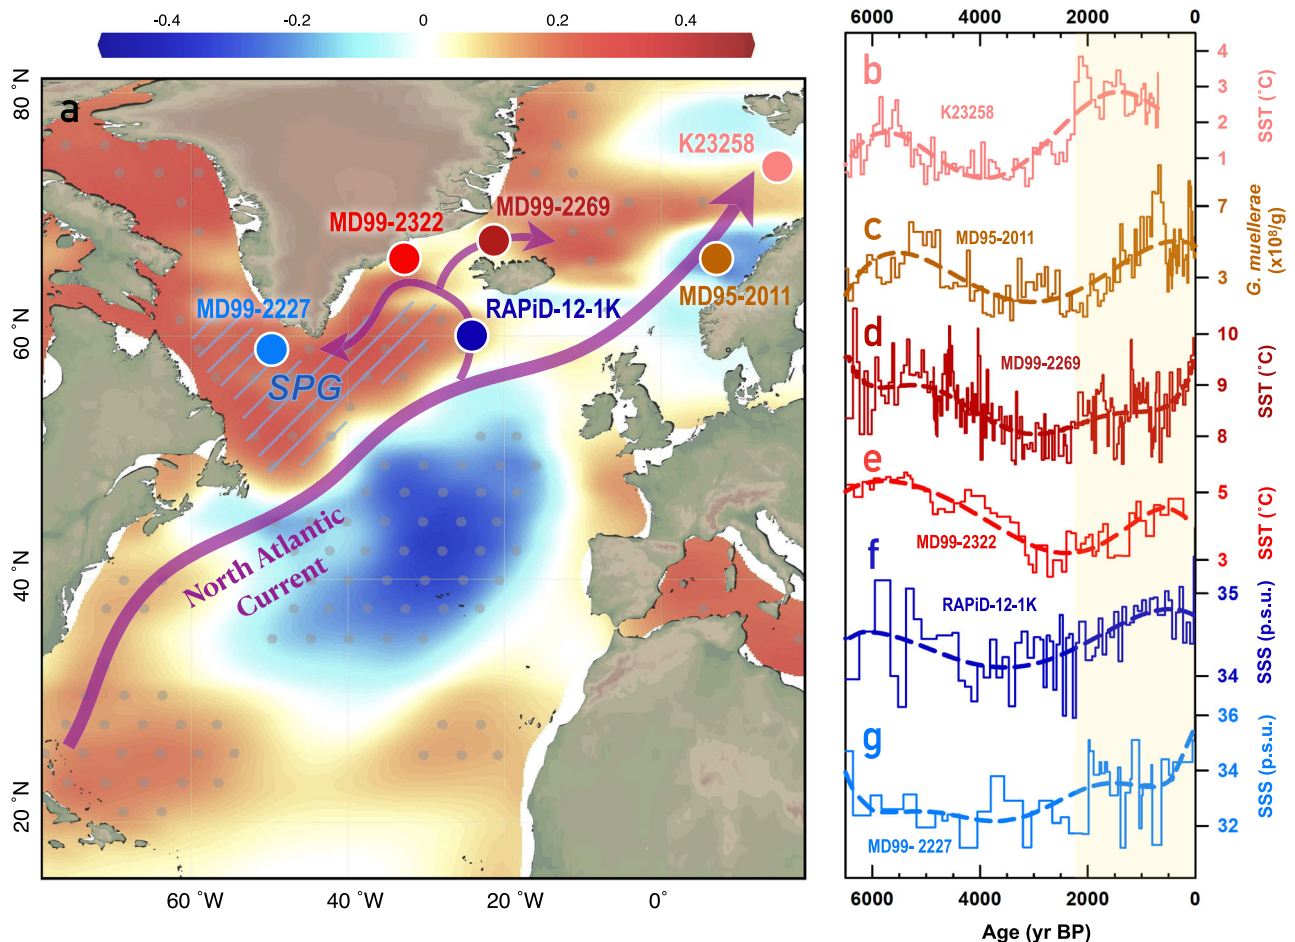 -0.4 -0.2 0 0.2 0.4
a
80 °N
60 °N
40 °N
20 °N
60 °W 40 °W 20 °W 0°
K23258
MD99-2269
MD99-2322
MD99-2227
RAPiD-12-1K
MD95-2011
SPG
North Atlantic
Current
6000 4000 2000 0
b
K23258
4
3
2
1
SST (°C)
c
MD95-2011
7
3
G. muellerae
(x10⁸/g)
d
MD99-2269
10
9
8
SST (°C)
e
MD99-2322
5
3
SST (°C)
f
RAPiD-12-1K
35
34
SSS (p.s.u.)
g
MD99- 2227
36
34
32
SSS (p.s.u.)
6000 4000 2000 0
Age (yr BP)